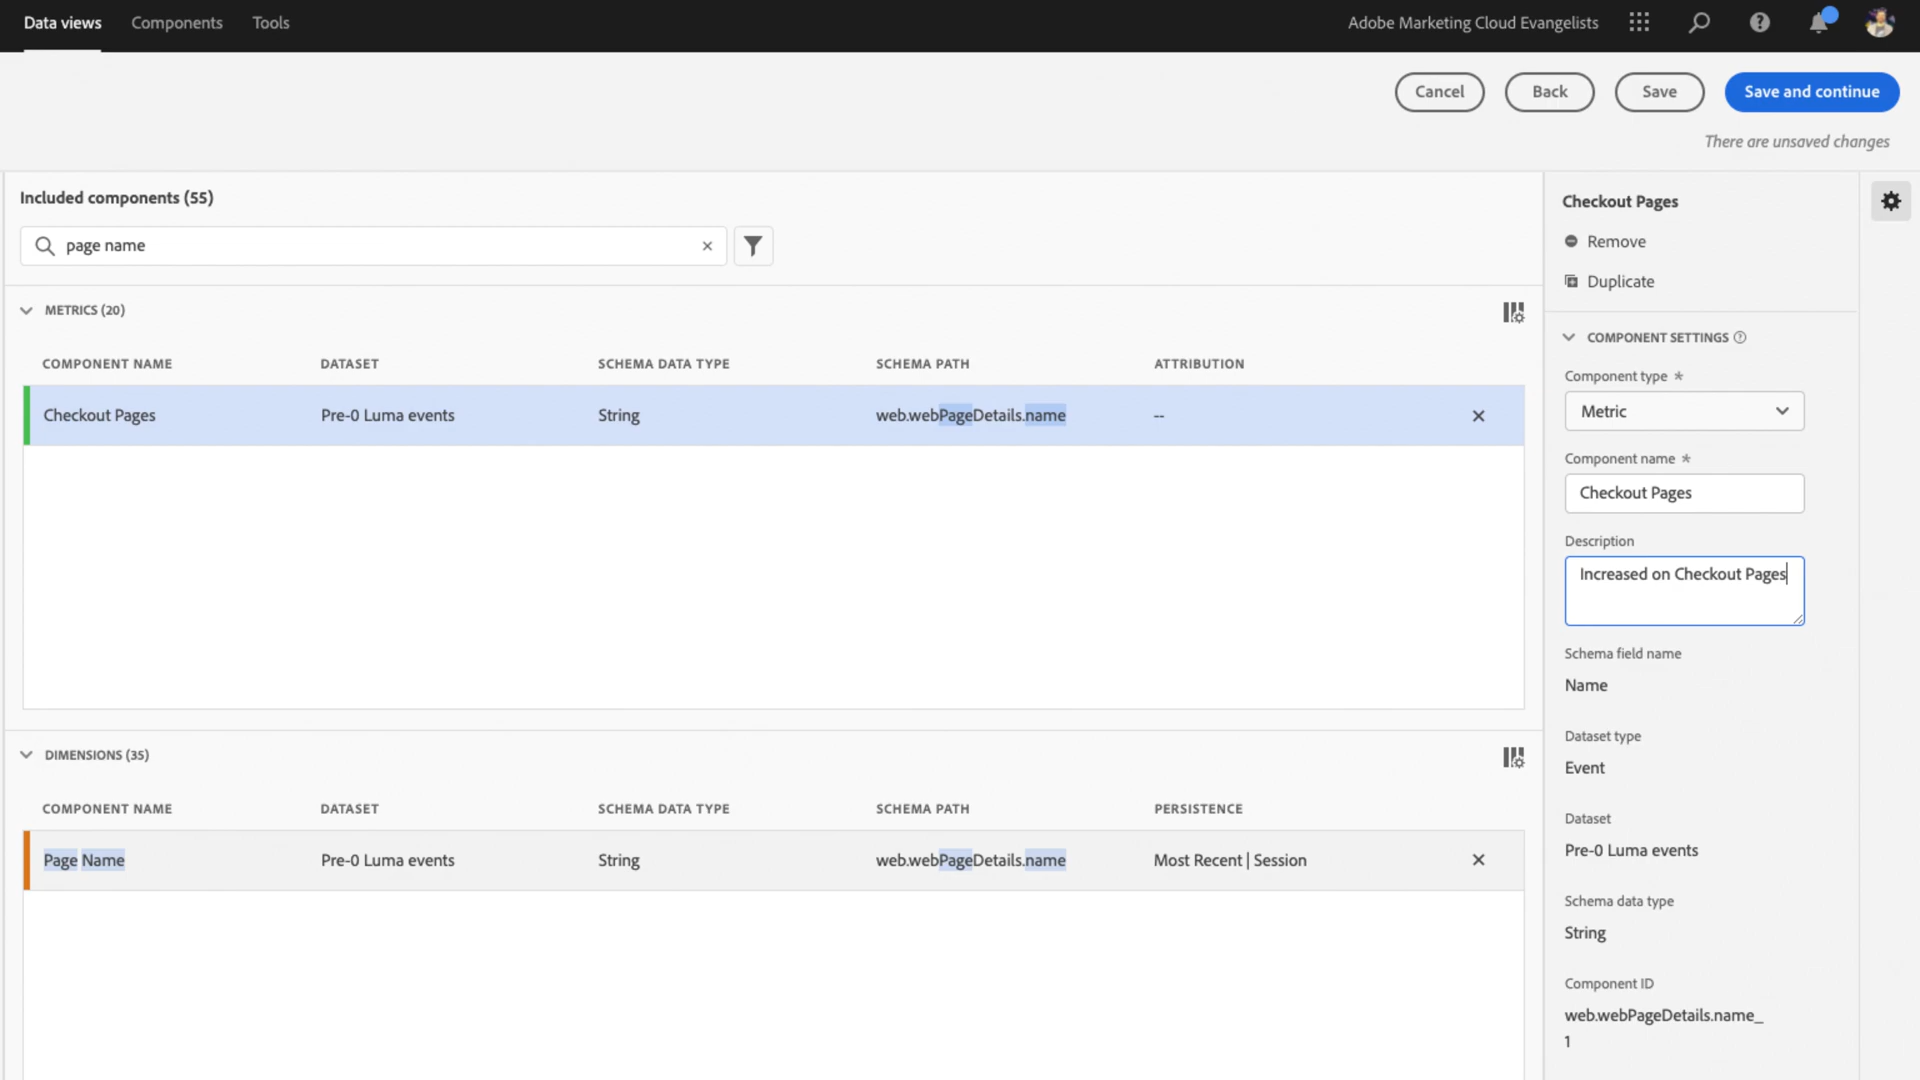 Data views Components Tools Adobe Marketing Cloud Evangelists
Cancel Back Save Save and continue
There are unsaved changes
Included components (55)
page name
METRICS (20)
COMPONENT NAME DATASET SCHEMA DATA TYPE SCHEMA PATH ATTRIBUTION
Checkout Pages Pre-0 Luma events String web.webPageDetails.name --
DIMENSIONS (35)
COMPONENT NAME DATASET SCHEMA DATA TYPE SCHEMA PATH PERSISTENCE
Page Name Pre-0 Luma events String web.webPageDetails.name Most Recent | Session
Checkout Pages
Remove
Duplicate
COMPONENT SETTINGS
Component type *
Metric
Component name *
Checkout Pages
Description
Increased on Checkout Pages
Schema field name
Name
Dataset type
Event
Dataset
Pre-0 Luma events
Schema data type
String
Component ID
web.webPageDetails.name_
1